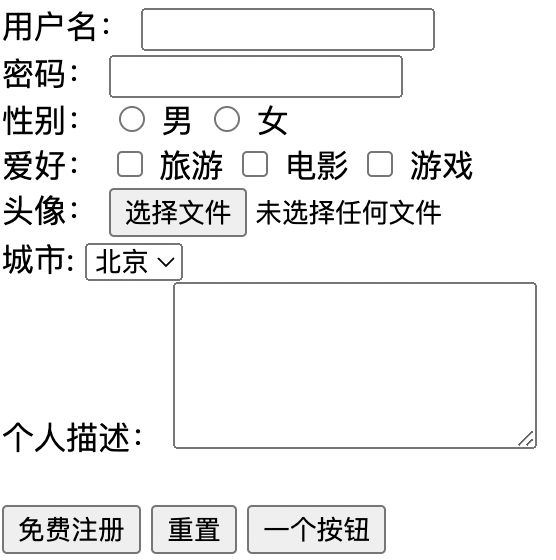 用户名：
密码：
性别： 男 女
爱好： 旅游 电影 游戏
头像： 选择文件 未选择任何文件
城市: 北京
个人描述：
免费注册 重置 一个按钮